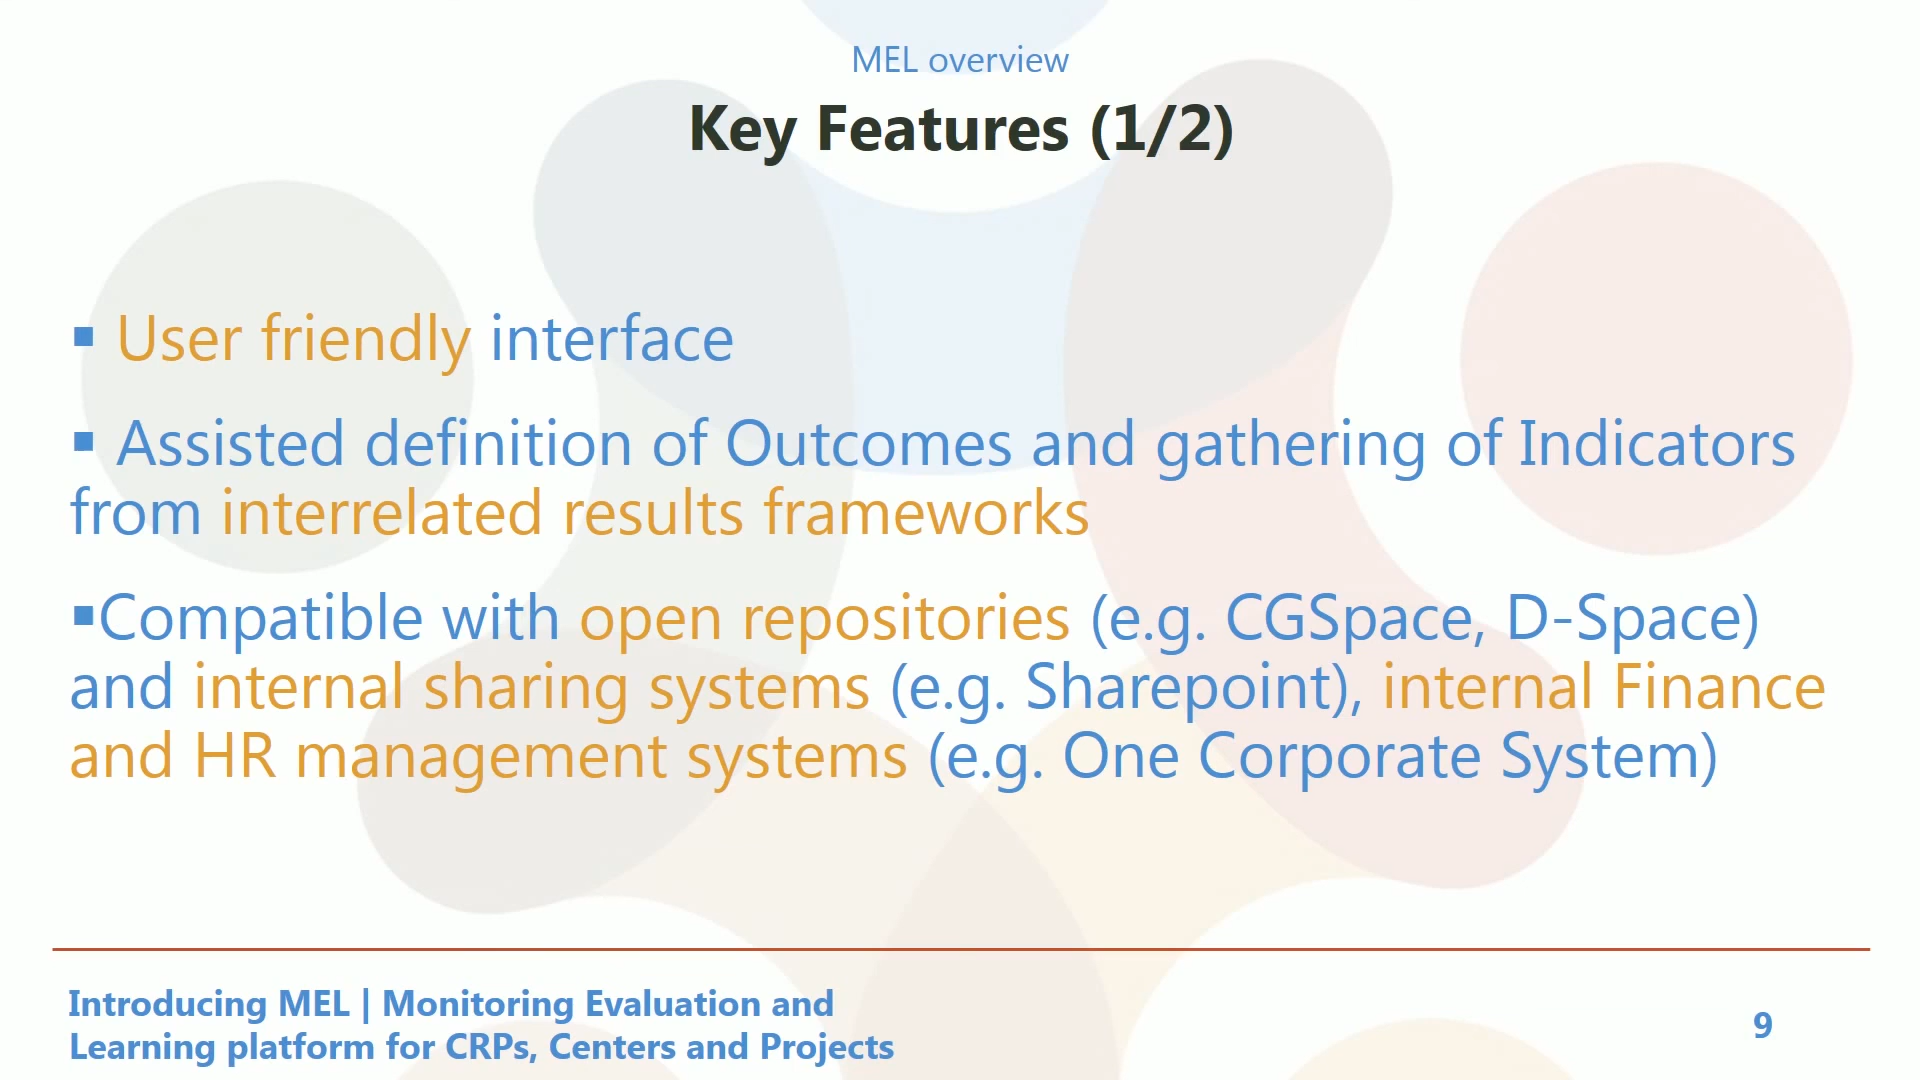 MEL overview
Key Features (1/2)
▪ User friendly interface
▪ Assisted definition of Outcomes and gathering of Indicators
from interrelated results frameworks
▪Compatible with open repositories (e.g. CGSpace, D-Space)
and internal sharing systems (e.g. Sharepoint), internal Finance
and HR management systems (e.g. One Corporate System)
Introducing MEL | Monitoring Evaluation and
Learning platform for CRPs, Centers and Projects
9